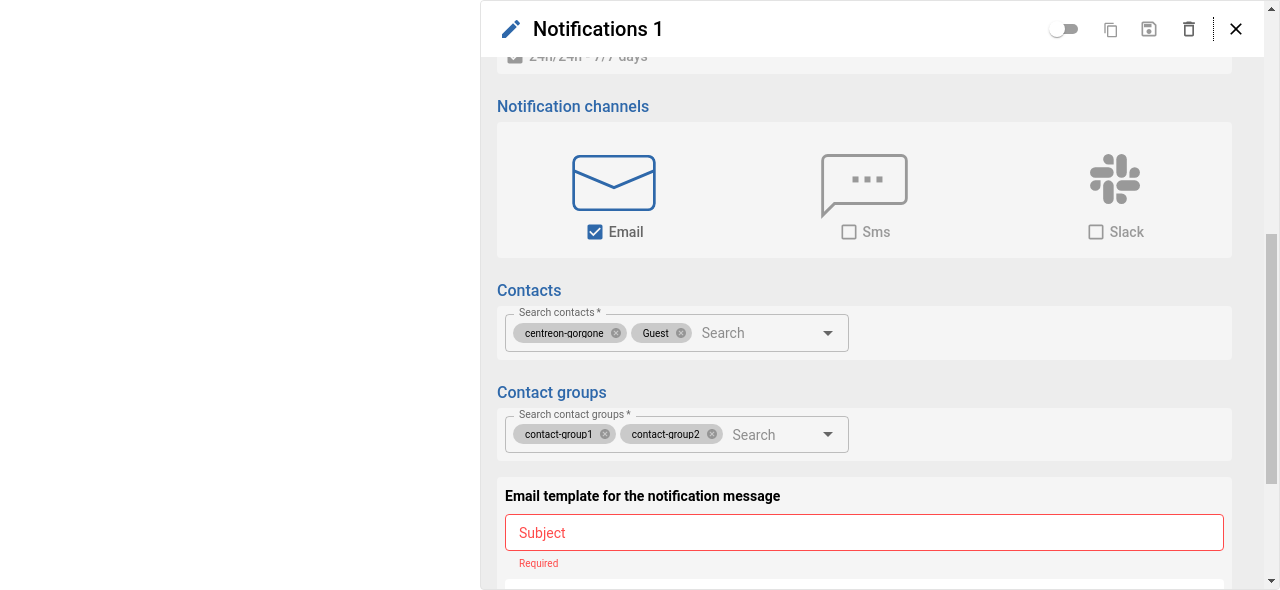 Notifications 1
24h/24h - 7/7 days
Notification channels
Email
Sms
Slack
Contacts
Search contacts *
centreon-gorgone
Guest
Search
Contact groups
Search contact groups *
contact-group1
contact-group2
Search
Email template for the notification message
Subject
Required